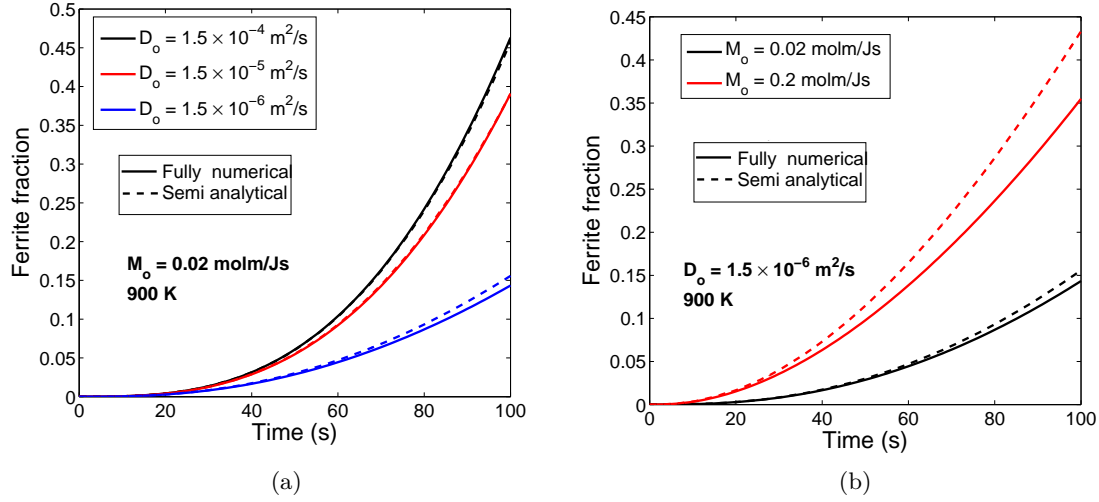 0.5
0.45
0.4
0.35
0.3
0.25
0.2
0.15
0.1
0.05
0
Ferrite fraction
D_o = 1.5 × 10^−4 m^2/s
D_o = 1.5 × 10^−5 m^2/s
D_o = 1.5 × 10^−6 m^2/s
Fully numerical
Semi analytical
M_o = 0.02 molm/Js
900 K
0 20 40 60 80 100
Time (s)
(a)
0.45
0.4
0.35
0.3
0.25
0.2
0.15
0.1
0.05
0
Ferrite fraction
M_o = 0.02 molm/Js
M_o = 0.2 molm/Js
Fully numerical
Semi analytical
D_o = 1.5 × 10^−6 m^2/s
900 K
0 20 40 60 80 100
Time (s)
(b)